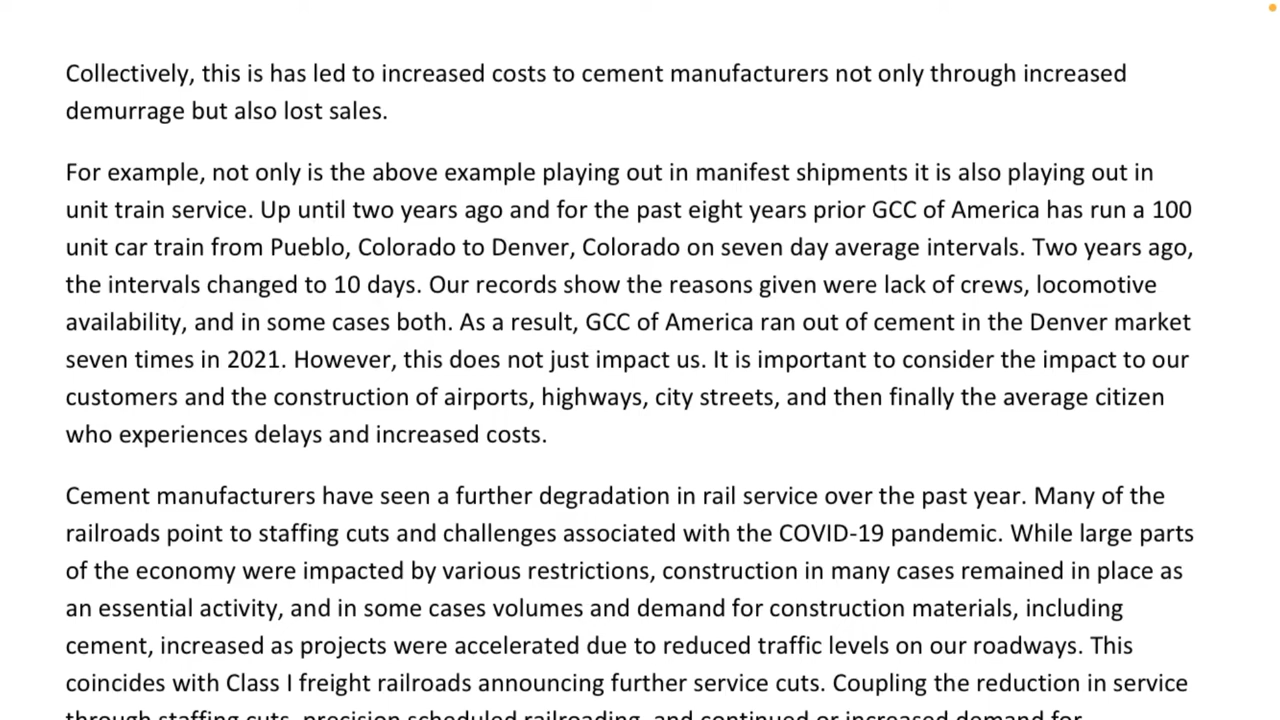 Collectively, this is has led to increased costs to cement manufacturers not only through increased
demurrage but also lost sales.
For example, not only is the above example playing out in manifest shipments it is also playing out in
unit train service. Up until two years ago and for the past eight years prior GCC of America has run a 100
unit car train from Pueblo, Colorado to Denver, Colorado on seven day average intervals. Two years ago,
the intervals changed to 10 days. Our records show the reasons given were lack of crews, locomotive
availability, and in some cases both. As a result, GCC of America ran out of cement in the Denver market
seven times in 2021. However, this does not just impact us. It is important to consider the impact to our
customers and the construction of airports, highways, city streets, and then finally the average citizen
who experiences delays and increased costs.
Cement manufacturers have seen a further degradation in rail service over the past year. Many of the
railroads point to staffing cuts and challenges associated with the COVID-19 pandemic. While large parts
of the economy were impacted by various restrictions, construction in many cases remained in place as
an essential activity, and in some cases volumes and demand for construction materials, including
cement, increased as projects were accelerated due to reduced traffic levels on our roadways. This
coincides with Class I freight railroads announcing further service cuts. Coupling the reduction in service
through staffing cuts, precision scheduled railroading, and continued or increased demand for